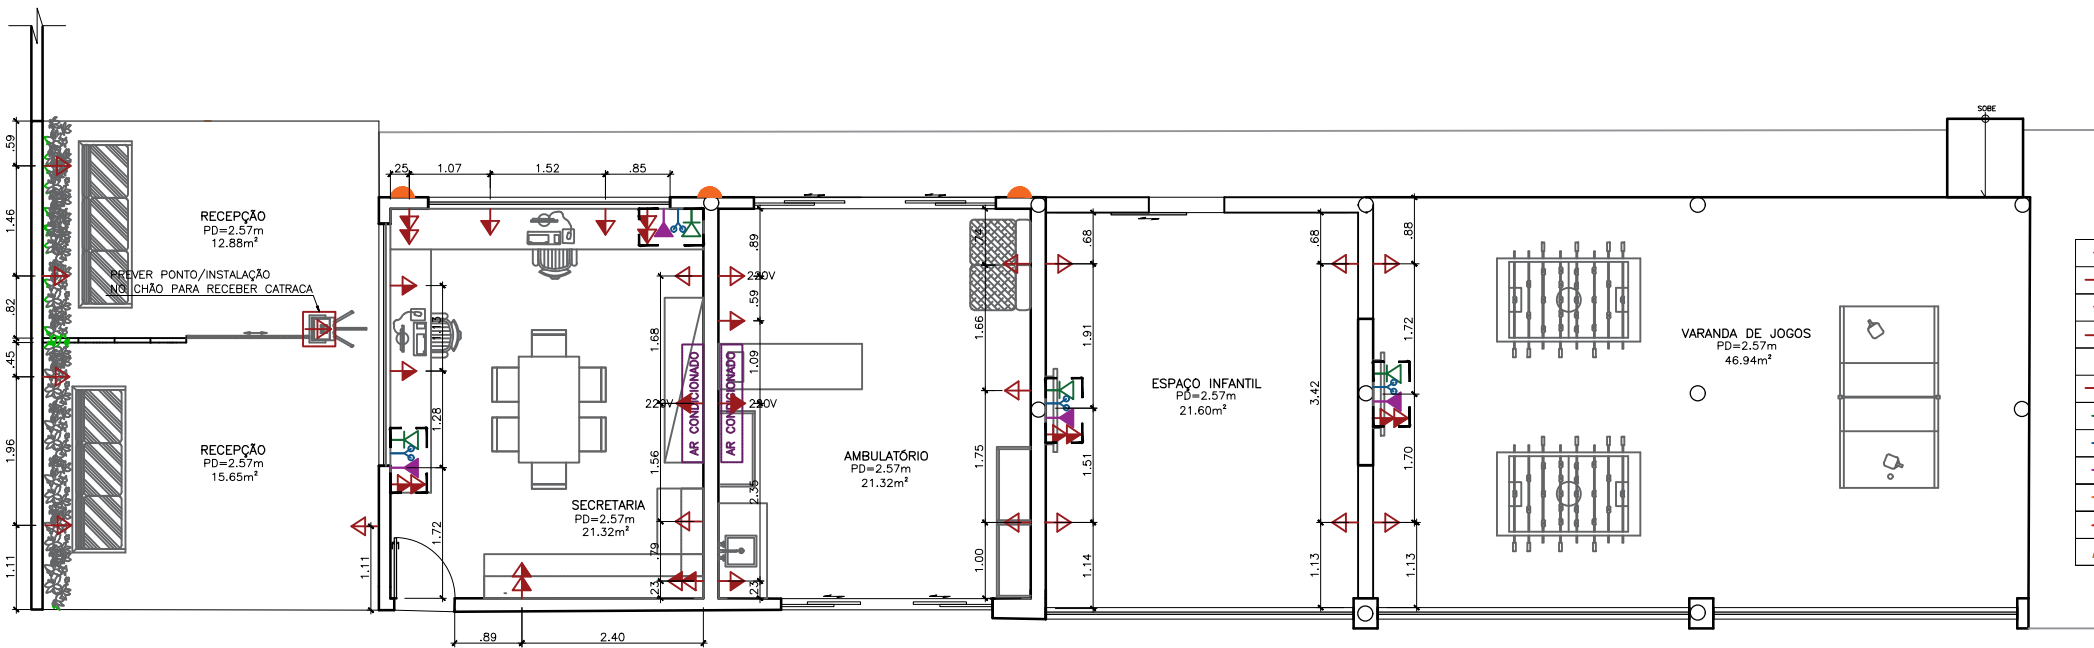 SOBE
.59
1.46
.82
.45
1.96
1.11
RECEPÇÃO
PD=2.57m
12.88m²
PREVER PONTO/INSTALAÇÃO
NO CHÃO PARA RECEBER CATRACA
RECEPÇÃO
PD=2.57m
15.65m²
1.11
.25
1.07
1.52
.85
1.13
1.28
1.72
SECRETARIA
PD=2.57m
21.32m²
1.68
1.56
.79
.23
.89
2.40
220V
AR CONDICIONADO
AR CONDICIONADO
220V
220V
.89
.59
1.09
2.35
.23
AMBULATÓRIO
PD=2.57m
21.32m²
.74
1.66
1.75
1.00
.68
1.91
1.51
1.14
ESPAÇO INFANTIL
PD=2.57m
21.60m²
.68
3.42
1.13
.88
1.72
1.70
1.13
VARANDA DE JOGOS
PD=2.57m
46.94m²